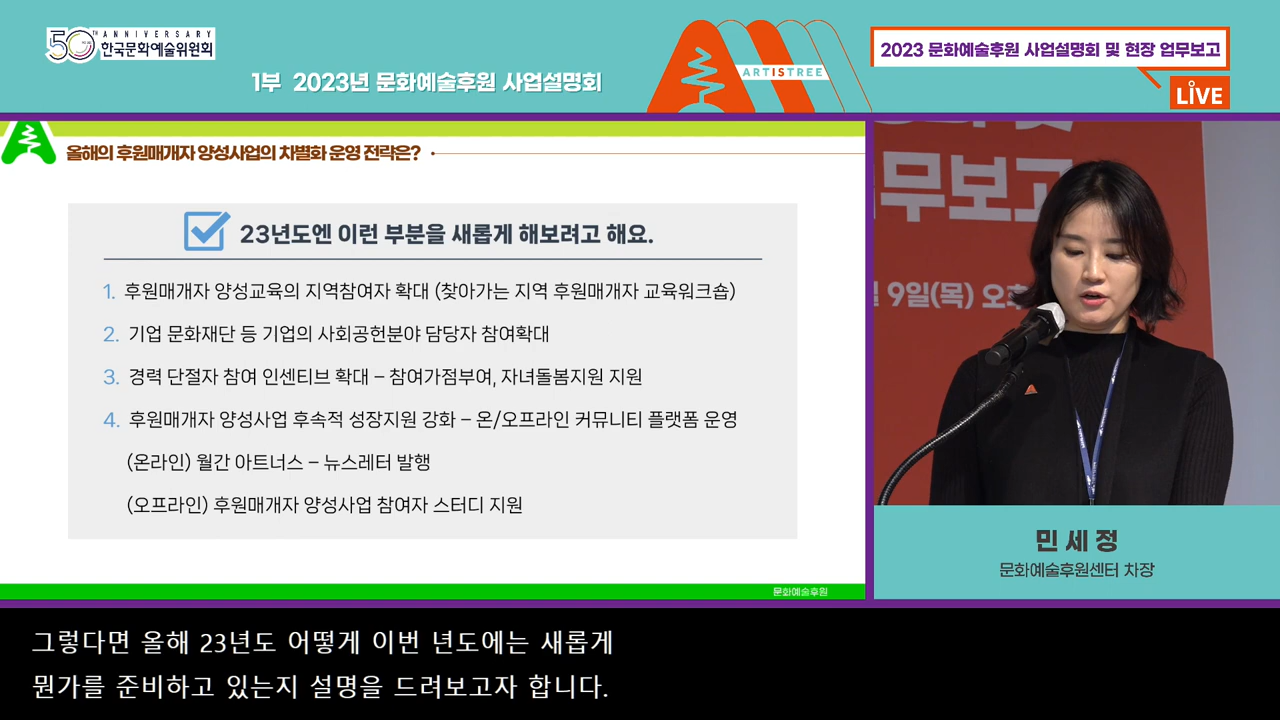 50TH ANNIVERSARY
한국문화예술위원회
1부 2023년 문화예술후원 사업설명회
ARTISTREE
2023 문화예술후원 사업설명회 및 현장 업무보고
LIVE
올해의 후원매개자 양성사업의 차별화 운영 전략은?
23년도엔 이런 부분을 새롭게 해보려고 해요.
1. 후원매개자 양성교육의 지역참여자 확대 (찾아가는 지역 후원매개자 교육워크숍)
2. 기업 문화재단 등 기업의 사회공헌분야 담당자 참여확대
3. 경력 단절자 참여 인센티브 확대 – 참여가점부여, 자녀돌봄지원 지원
4. 후원매개자 양성사업 후속적 성장지원 강화 – 온/오프라인 커뮤니티 플랫폼 운영
(온라인) 월간 아트너스 – 뉴스레터 발행
(오프라인) 후원매개자 양성사업 참여자 스터디 지원
문화예술후원
무보고
9일(목) 오후
민세정
문화예술후원센터 차장
그렇다면 올해 23년도 어떻게 이번 년도에는 새롭게
뭔가를 준비하고 있는지 설명을 드려보고자 합니다.